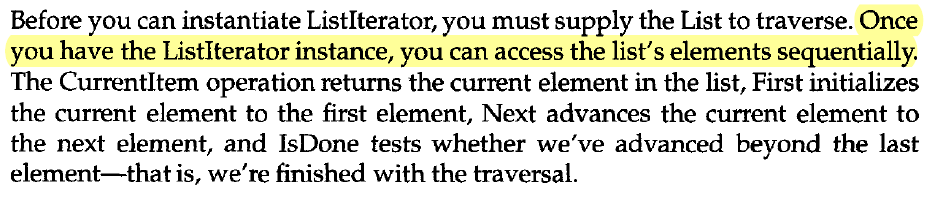 Before you can instantiate ListIterator, you must supply the List to traverse. Once
you have the ListIterator instance, you can access the list's elements sequentially.
The CurrentItem operation returns the current element in the list, First initializes
the current element to the first element, Next advances the current element to
the next element, and IsDone tests whether we've advanced beyond the last
element—that is, we're finished with the traversal.